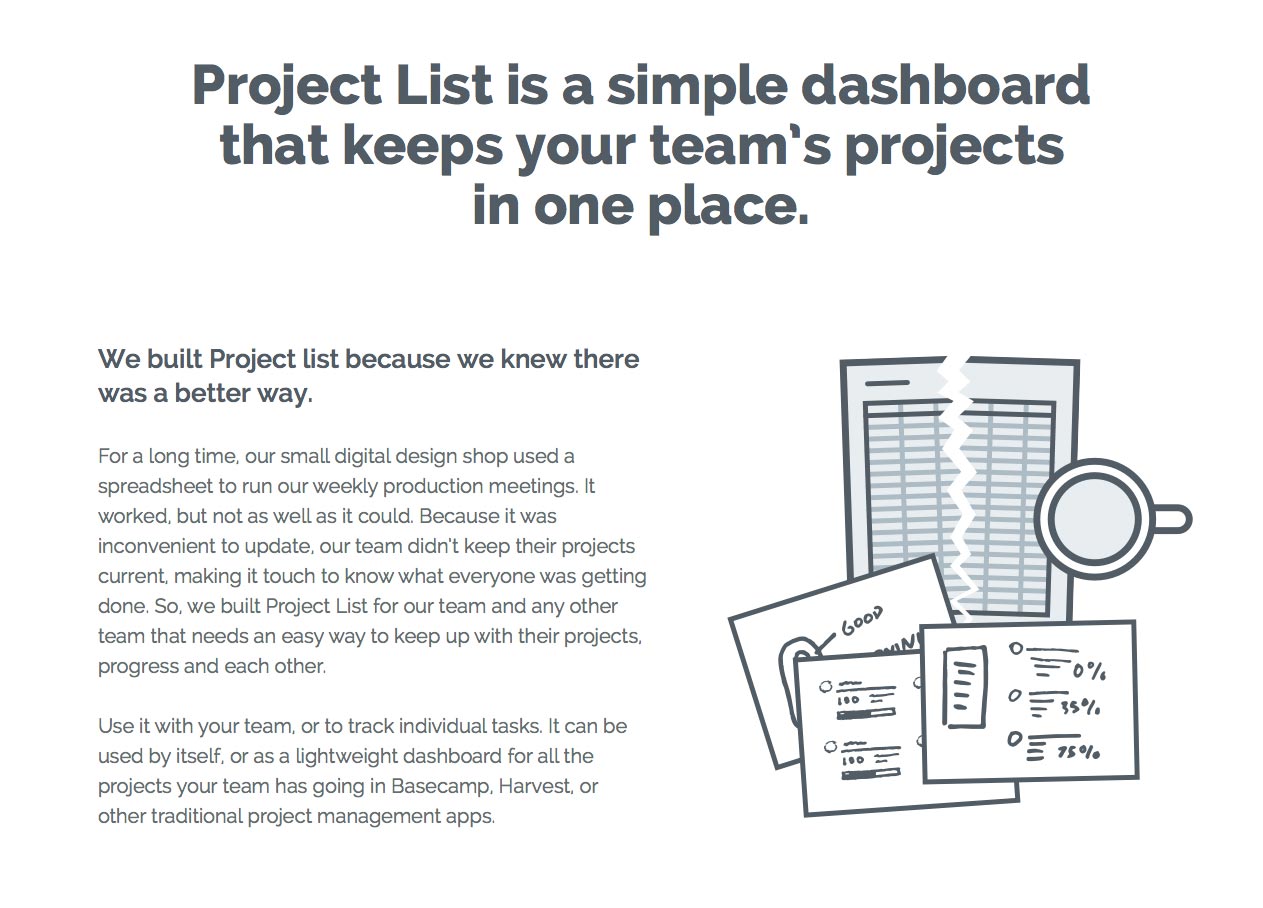 Project List is a simple dashboard
that keeps your team’s projects
in one place.
We built Project list because we knew there
was a better way.
For a long time, our small digital design shop used a
spreadsheet to run our weekly production meetings. It
worked, but not as well as it could. Because it was
inconvenient to update, our team didn't keep their projects
current, making it touch to know what everyone was getting
done. So, we built Project List for our team and any other
team that needs an easy way to keep up with their projects,
progress and each other.
Use it with your team, or to track individual tasks. It can be
used by itself, or as a lightweight dashboard for all the
projects your team has going in Basecamp, Harvest, or
other traditional project management apps.
GOOD
100
100
0%
35%
75%